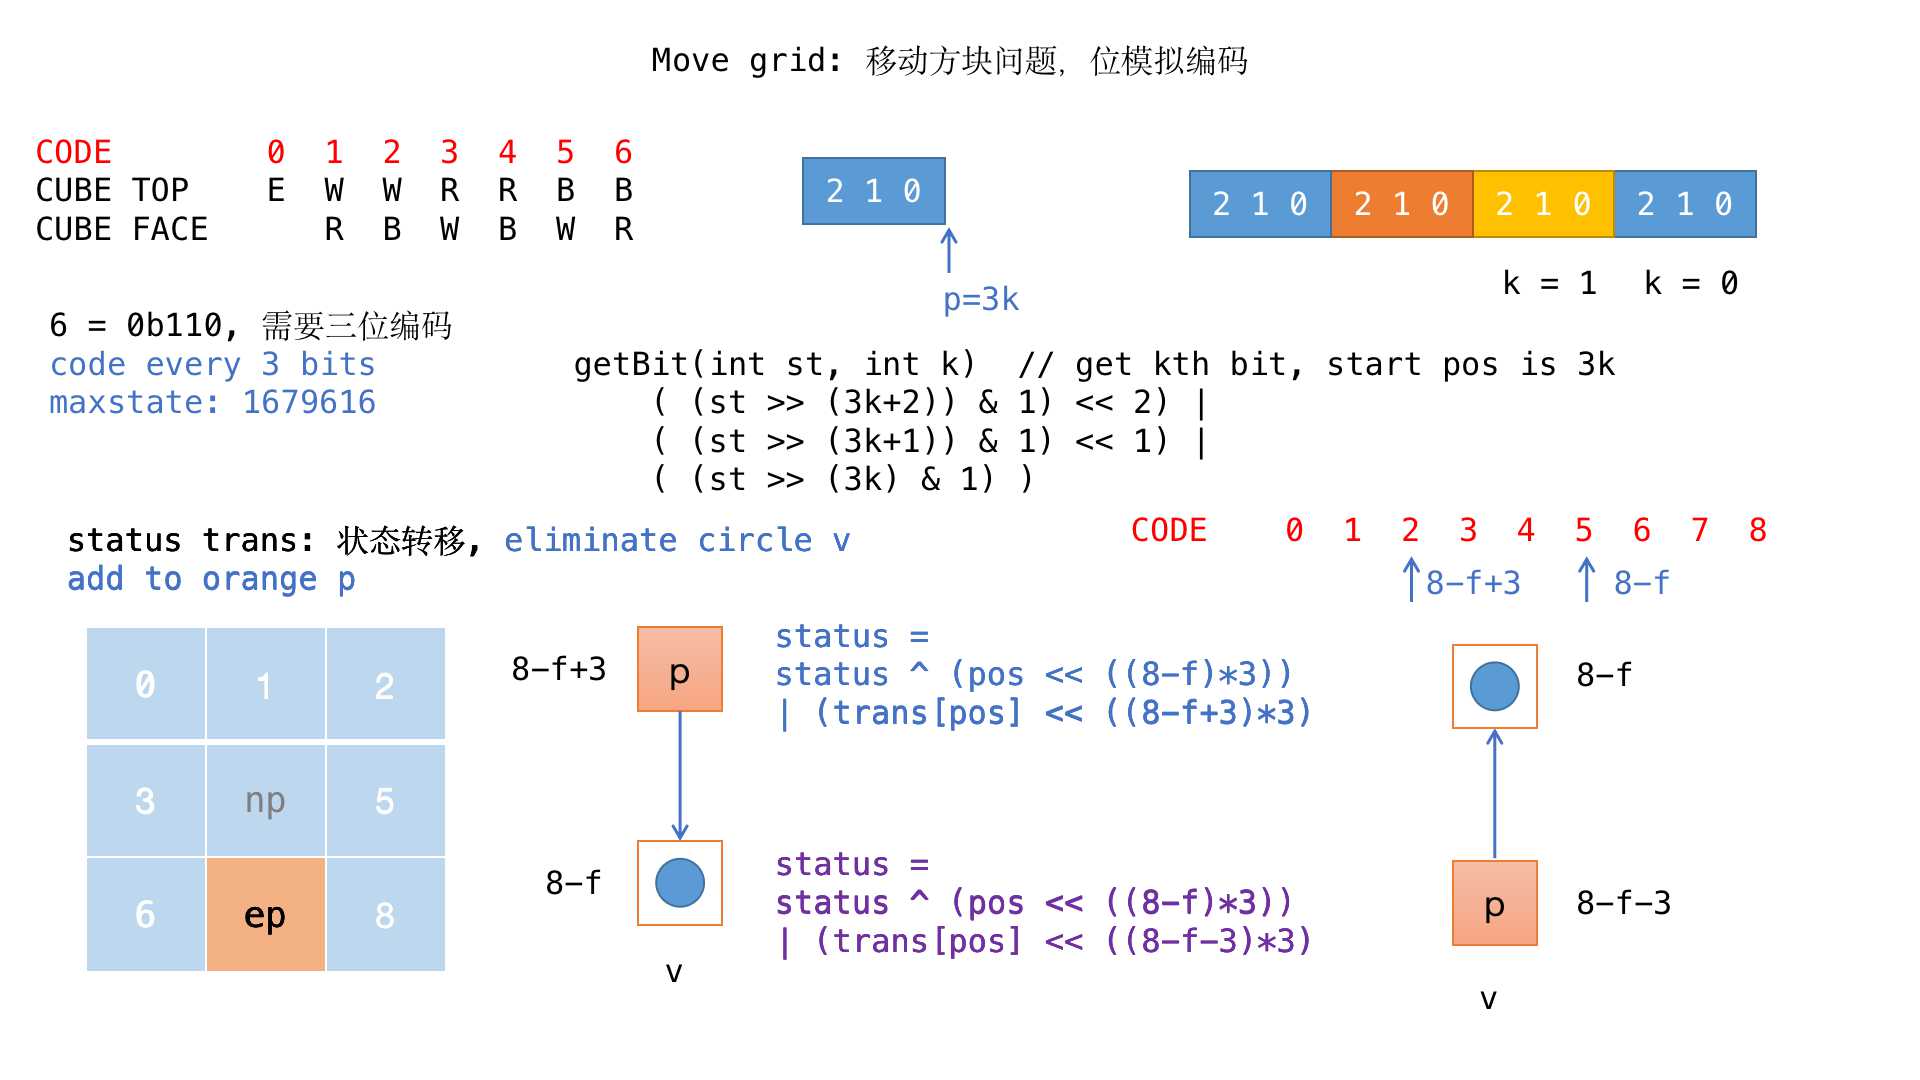 Move grid: 移动方块问题，位模拟编码
CODE 0 1 2 3 4 5 6
CUBE TOP E W W R R B B
CUBE FACE R B W B W R
2 1 0
p=3k
2 1 0 2 1 0 2 1 0 2 1 0
k = 1 k = 0
6 = 0b110, 需要三位编码
code every 3 bits
maxstate: 1679616
getBit(int st, int k) // get kth bit, start pos is 3k
( (st >> (3k+2)) & 1) << 2) |
( (st >> (3k+1)) & 1) << 1) |
( (st >> (3k) & 1) )
status trans: 状态转移, eliminate circle v
add to orange p
CODE 0 1 2 3 4 5 6 7 8
8-f+3 8-f
0 1 2
3 np 5
6 ep 8
8-f+3
p
8-f
v
status =
status ^ (pos << ((8-f)*3))
| (trans[pos] << ((8-f+3)*3)
status =
status ^ (pos << ((8-f)*3))
| (trans[pos] << ((8-f-3)*3)
8-f
p
8-f-3
v